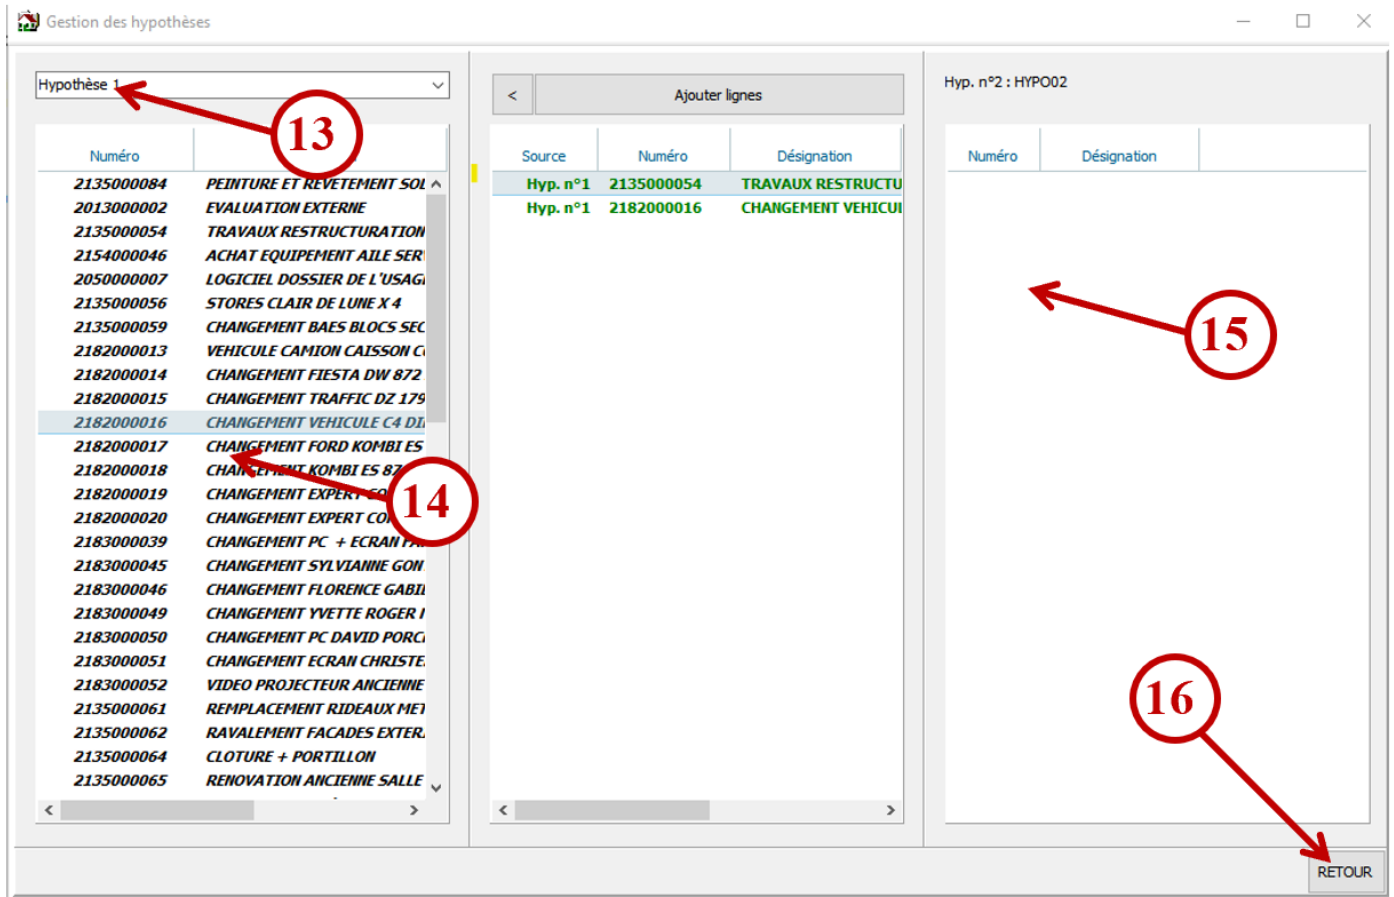 Gestion des hypothèses
Hypothèse 1
Numéro
2135000084 PEINTURE ET REVETEMENT SOL
2013000002 EVALUATION EXTERNE
2135000054 TRAVAUX RESTRUCTURATION
2154000046 ACHAT EQUIPEMENT AILE SER
2050000007 LOGICIEL DOSSIER DE L'USAG
2135000056 STORES CLAIR DE LUNE X 4
2135000059 CHANGEMENT BAES BLOCS SEC
2182000013 VEHICULE CAMION CAISSON
2182000014 CHANGEMENT FIESTA DW 872
2182000015 CHANGEMENT TRAFFIC DZ 179
2182000016 CHANGEMENT VEHICULE C4 DI
2182000017 CHANGEMENT FORD KOMBI ES
2182000018 CHANGEMENT KOMBI ES 87
2182000019 CHANGEMENT EXPERT
2182000020 CHANGEMENT EXPERT CO
2183000039 CHANGEMENT PC + ECRAN
2183000045 CHANGEMENT SYLVIANNE GON
2183000046 CHANGEMENT FLORENCE GABI
2183000049 CHANGEMENT YVETTE ROGER
2183000050 CHANGEMENT PC DAVID PORC
2183000051 CHANGEMENT ECRAN CHRISTE
2183000052 VIDEO PROJECTEUR ANCIENNE
2135000061 REMPLACEMENT RIDEAUX MET
2135000062 RAVALEMENT FACADES EXTER
2135000064 CLOTURE + PORTILLON
2135000065 RENOVATION ANCIENNE SALLE
13
14
< Ajouter lignes
Source Numéro Désignation
Hyp. n°1 2135000054 TRAVAUX RESTRUCTU
Hyp. n°1 2182000016 CHANGEMENT VEHICUL
Hyp. n°2 : HYPO02
Numéro Désignation
15
16
RETOUR